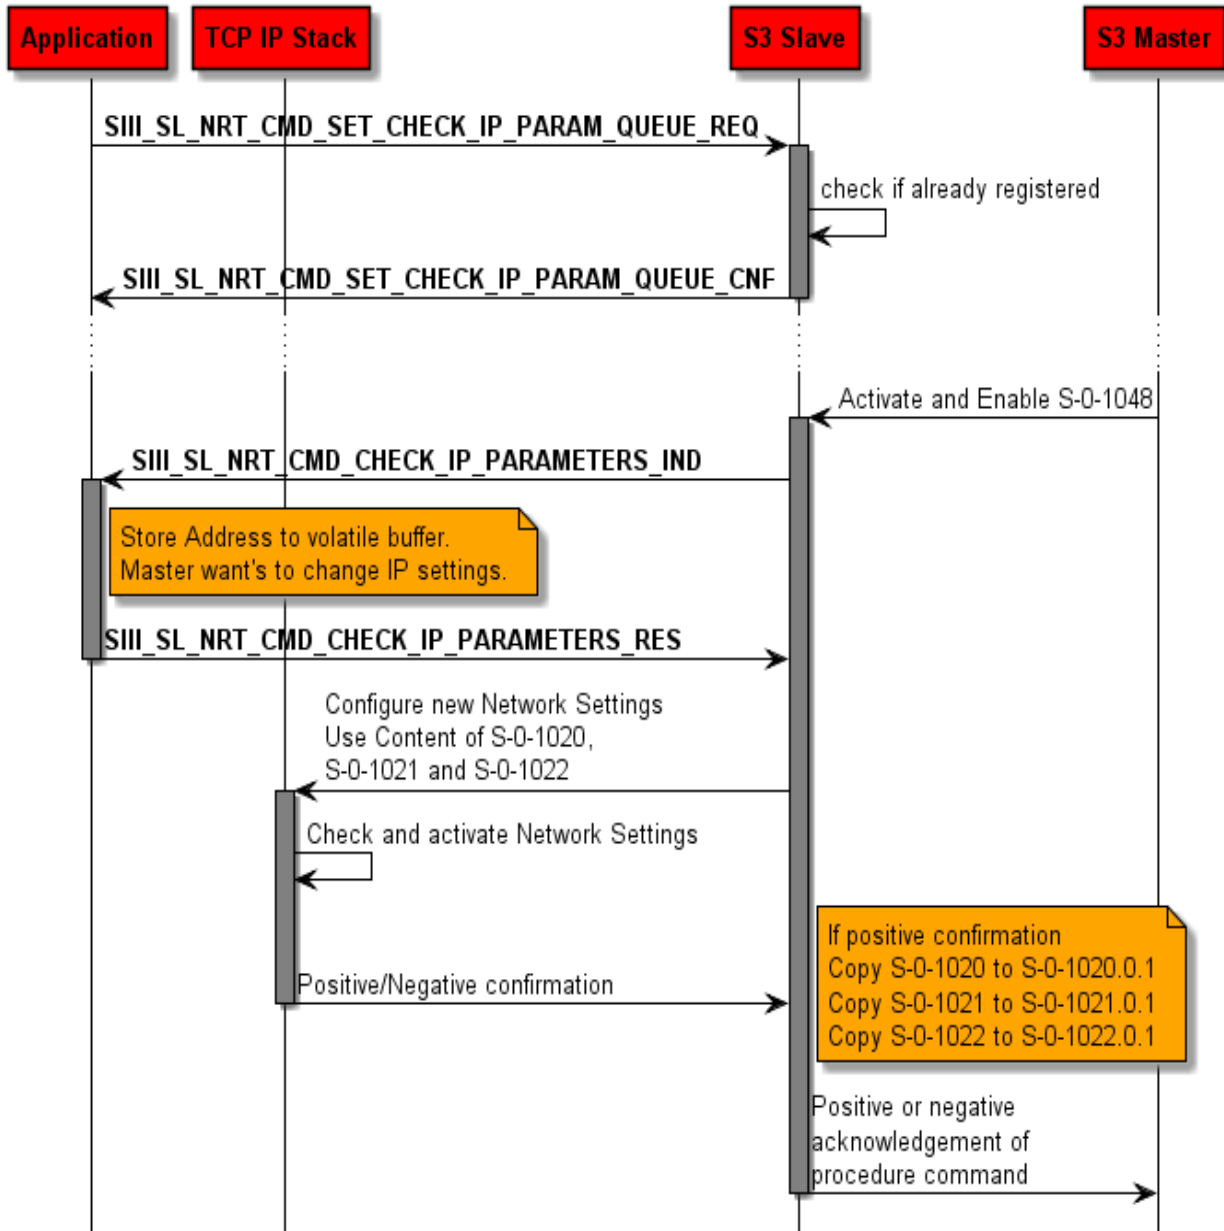 Application
TCP IP Stack
S3 Slave
S3 Master
SIII_SL_NRT_CMD_SET_CHECK_IP_PARAM_QUEUE_REQ
check if already registered
SIII_SL_NRT_CMD_SET_CHECK_IP_PARAM_QUEUE_CNF
Activate and Enable S-0-1048
SIII_SL_NRT_CMD_CHECK_IP_PARAMETERS_IND
Store Address to volatile buffer.
Master want's to change IP settings.
SIII_SL_NRT_CMD_CHECK_IP_PARAMETERS_RES
Configure new Network Settings
Use Content of S-0-1020,
S-0-1021 and S-0-1022
Check and activate Network Settings
If positive confirmation
Copy S-0-1020 to S-0-1020.0.1
Copy S-0-1021 to S-0-1021.0.1
Copy S-0-1022 to S-0-1022.0.1
Positive/Negative confirmation
Positive or negative
acknowledgement of
procedure command